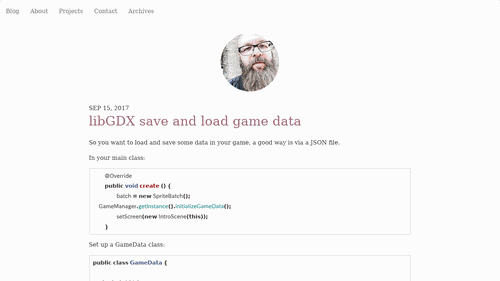 Blog About Projects Contact Archives
SEP 15, 2017
libGDX save and load game data
So you want to load and save some data in your game, a good way is via a JSON file.
In your main class:
@Override
public void create () {
batch = new SpriteBatch();
GameManager.getInstance().initializeGameData();
setScreen(new IntroScene(this));
}
Set up a GameData class:
public class GameData {